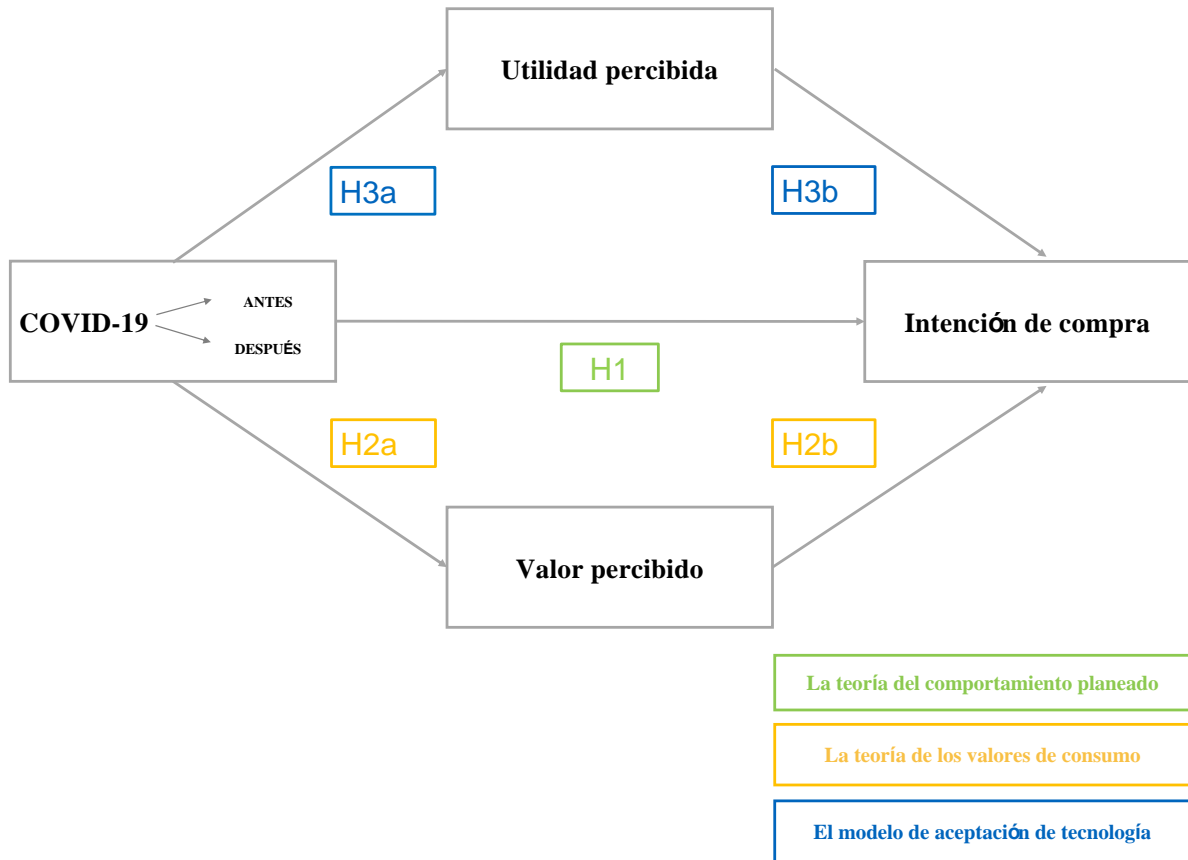 Utilidad percibida
H3a
H3b
COVID-19
ANTES
DESPUÉS
Intención de compra
H1
H2a
H2b
Valor percibido
La teoría del comportamiento planeado
La teoría de los valores de consumo
El modelo de aceptación de tecnología